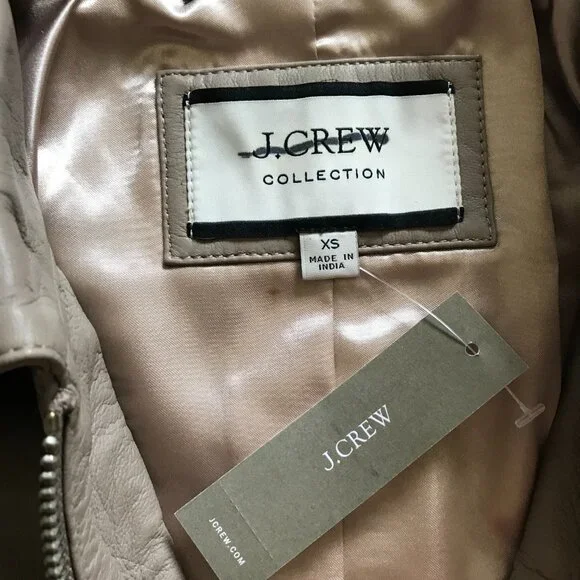 J.CREW
COLLECTION
XS
MADE IN
INDIA
J.CREW
JCREW.COM